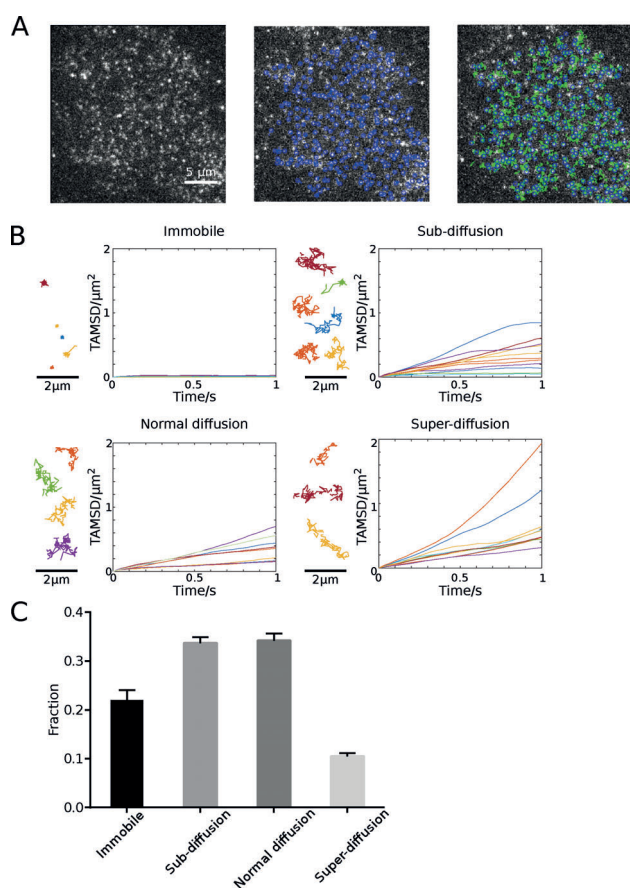 A
5 µm
B
Immobile
TAMSD/µm²
2
1
0
0
0.5
1
Time/s
2µm
Sub-diffusion
TAMSD/µm²
2
1
0
0
0.5
1
Time/s
2µm
Normal diffusion
TAMSD/µm²
2
1
0
0
0.5
1
Time/s
2µm
Super-diffusion
TAMSD/µm²
2
1
0
0
0.5
1
Time/s
2µm
C
Fraction
0.4
0.3
0.2
0.1
0.0
Immobile
Sub-diffusion
Normal diffusion
Super-diffusion